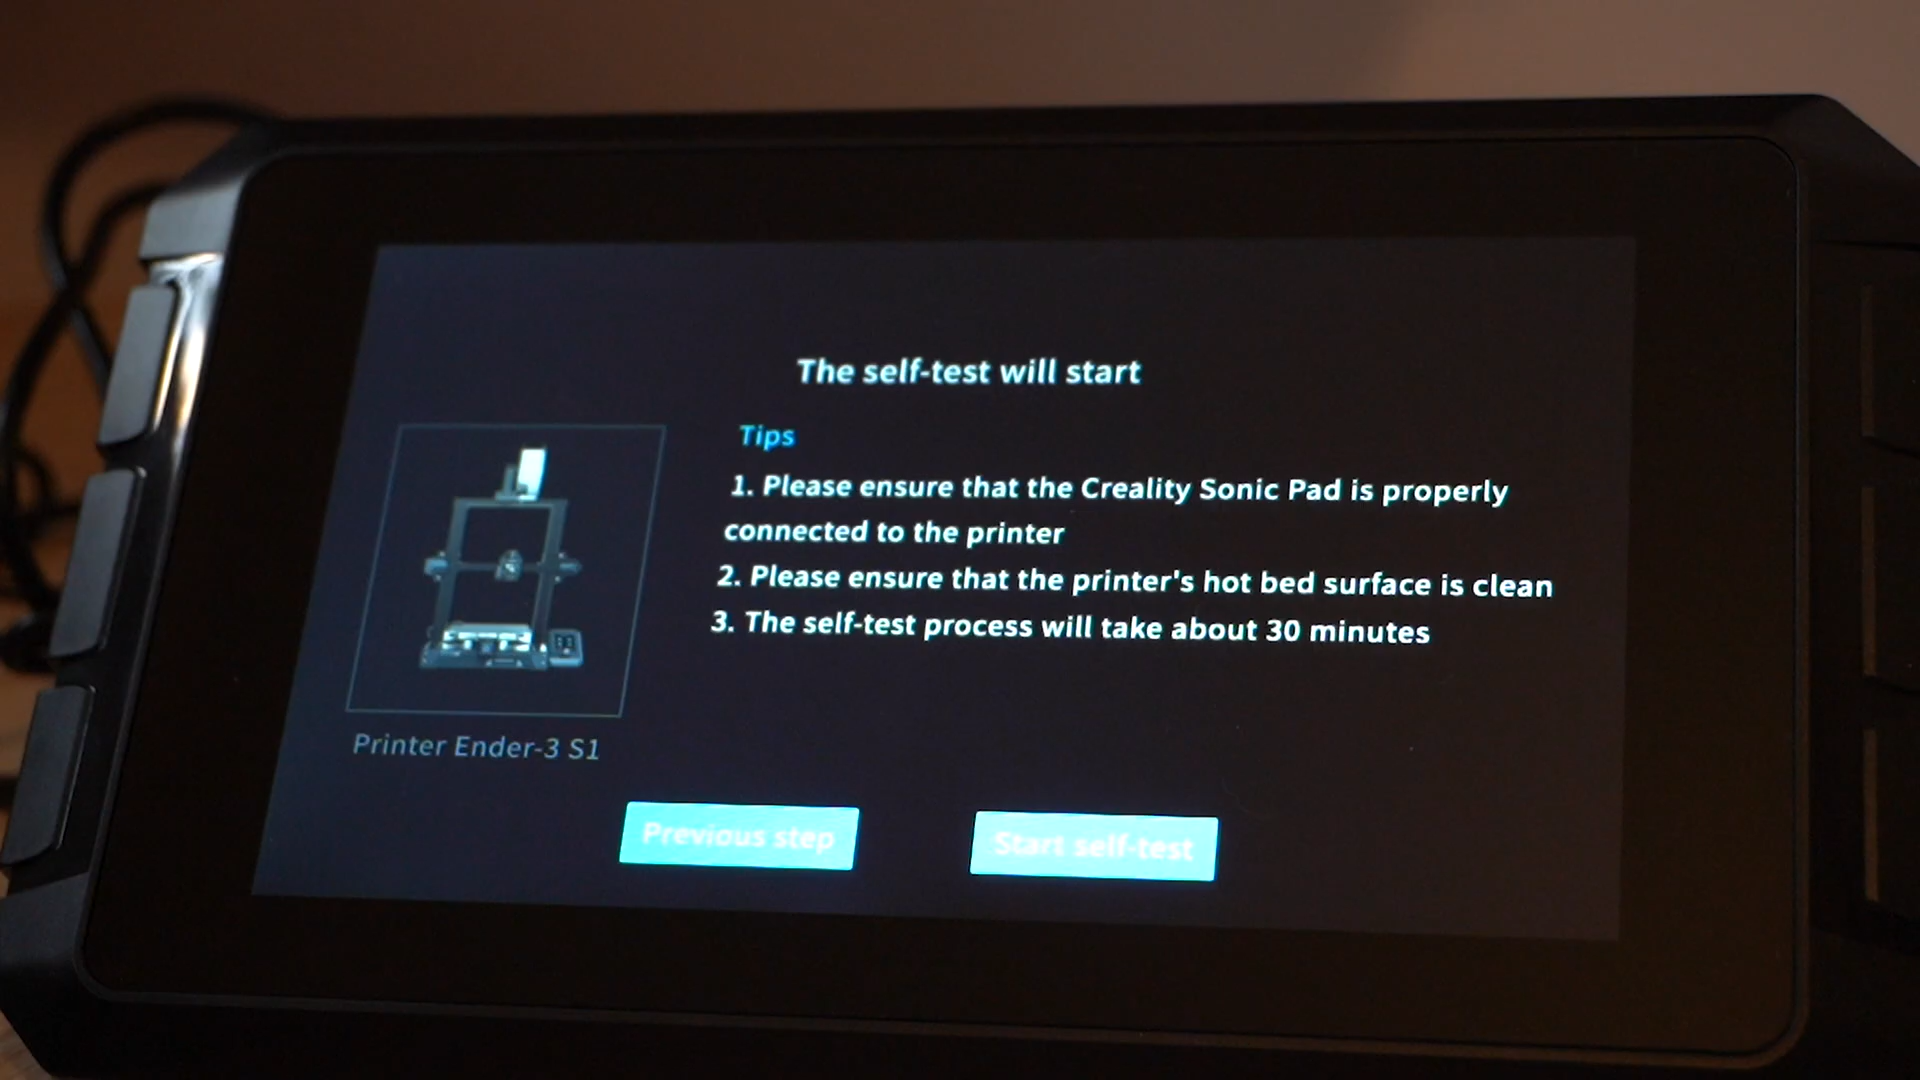 The self-test will start
Tips
1. Please ensure that the Creality Sonic Pad is properly
connected to the printer
2. Please ensure that the printer's hot bed surface is clean
3. The self-test process will take about 30 minutes
Printer Ender-3 S1
Previous step
Start self-test